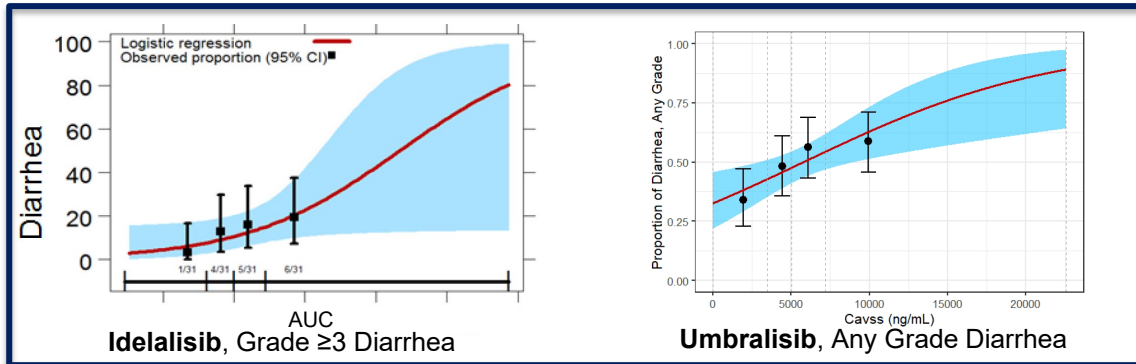 Logistic regression
Observed proportion (95% CI)
Diarrhea
100
80
60
40
20
0
1/31 4/31 5/31 6/31
AUC
Idelalisib, Grade ≥3 Diarrhea
Proportion of Diarrhea, Any Grade
1.00
0.75
0.50
0.25
0.00
0 5000 10000 15000 20000
Cavss (ng/mL)
Umbralisib, Any Grade Diarrhea